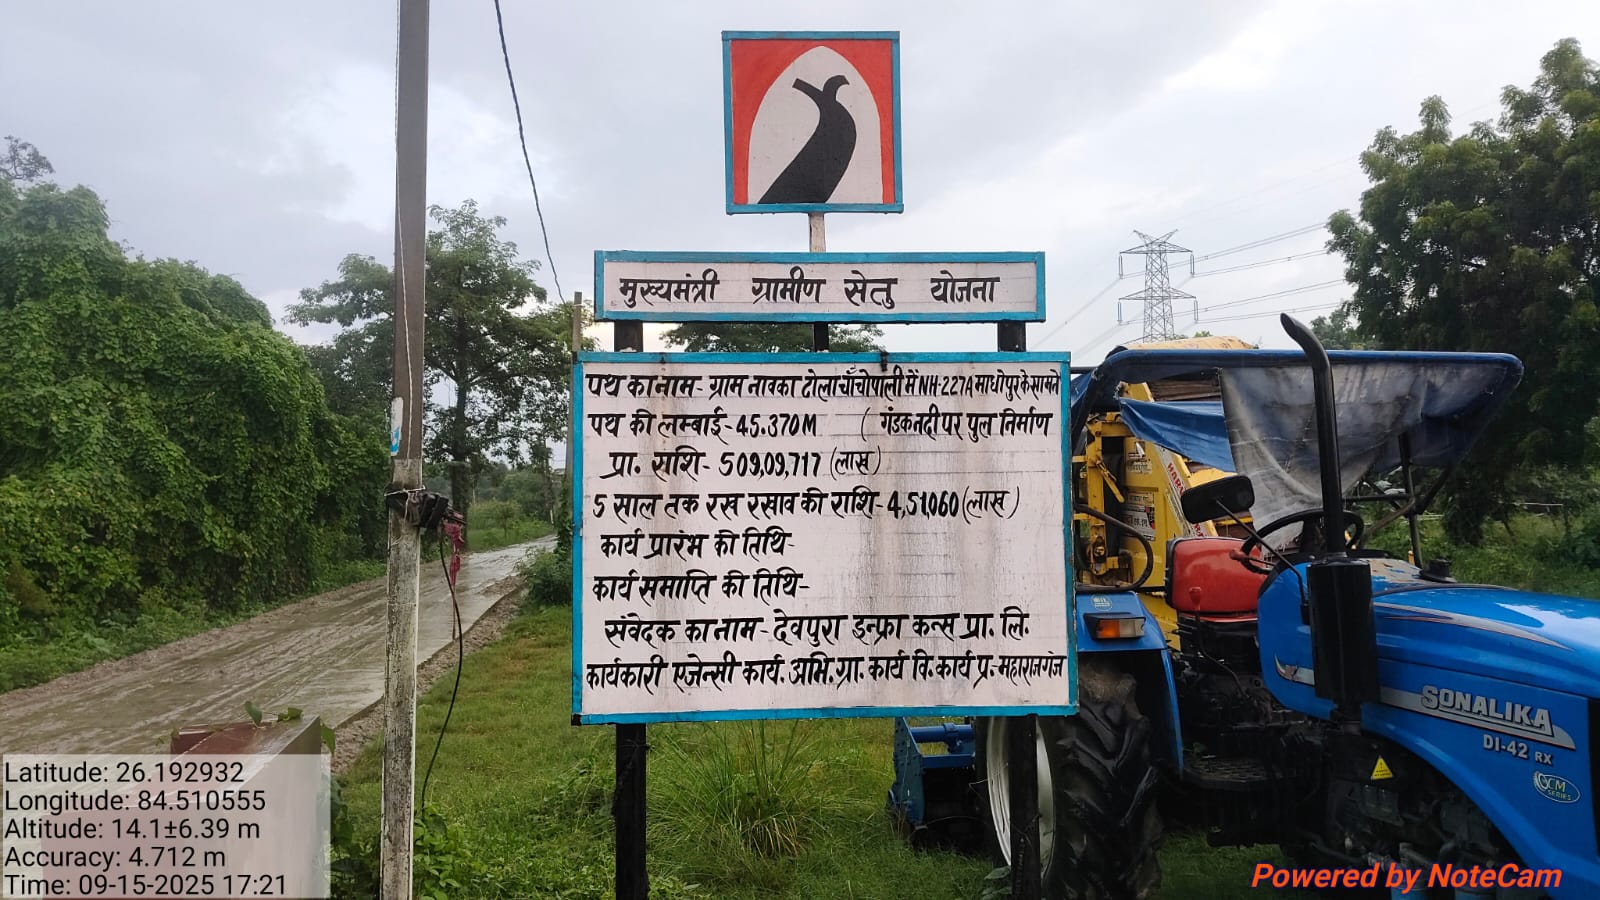 मुख्यमंत्री ग्रामीण सेतु योजना
पथ का नाम- ग्राम नावका टोला चाँचोपाली में NH-227A माधोपुर के सामने
पथ की लम्बाई-45.370M ( गंडक नदी पर पुल निर्माण
प्रा. राशि- 509,09,717 (लाख)
5 साल तक रख रखाव की राशि-4,51,060(लाख)
कार्य प्रारंभ की तिथि-
कार्य समाप्ति की तिथि-
संवेदक का नाम- देवपुरा इन्फ्रा कन्स प्रा. लि.
कार्यकारी एजेन्सी कार्य. अभि. ग्रा. कार्य वि. कार्य प्र.- महाराजगंज
SONALIKA
DI-42 RX
Latitude: 26.192932
Longitude: 84.510555
Altitude: 14.1±6.39 m
Accuracy: 4.712 m
Time: 09-15-2025 17:21
Powered by NoteCam